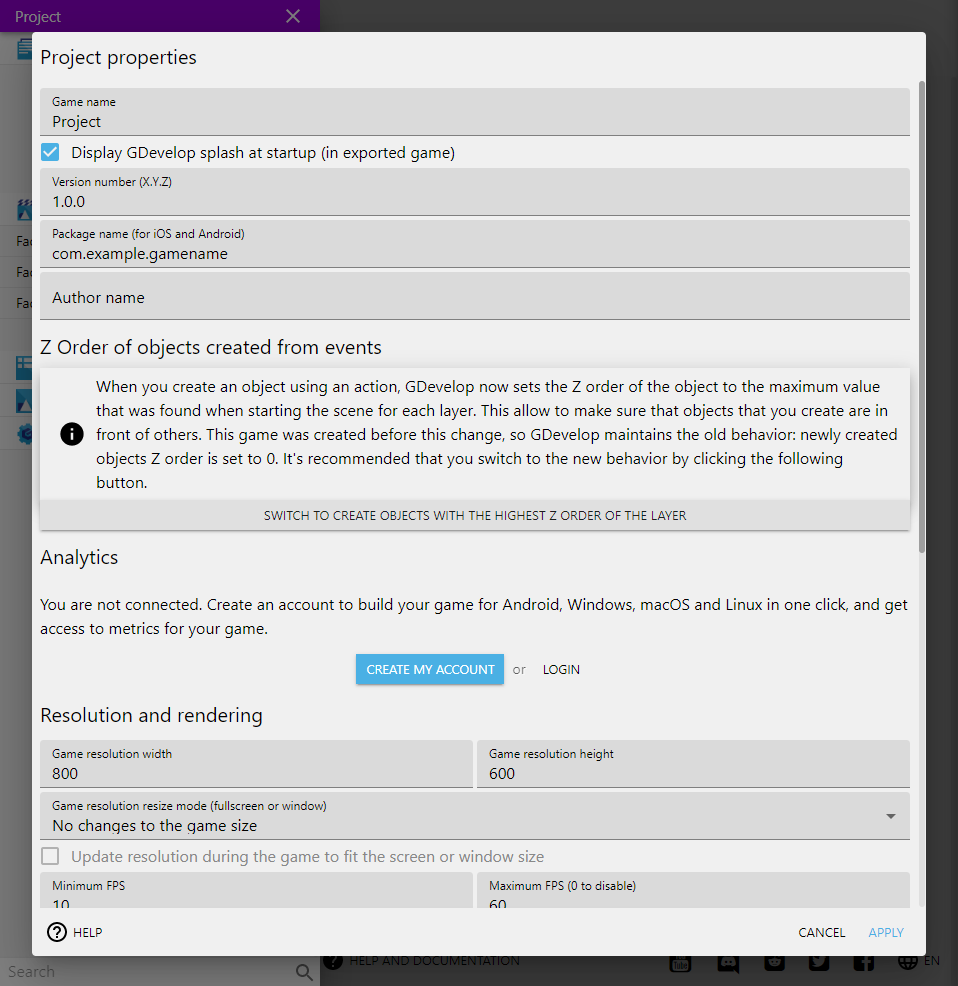 Project
Project properties
Game name
Project
Display GDevelop splash at startup (in exported game)
Version number (X.Y.Z)
1.0.0
Package name (for iOS and Android)
com.example.gamename
Author name
Fac
Fac
Fac
Z Order of objects created from events
When you create an object using an action, GDevelop now sets the Z order of the object to the maximum value
that was found when starting the scene for each layer. This allow to make sure that objects that you create are in
front of others. This game was created before this change, so GDevelop maintains the old behavior: newly created
objects Z order is set to 0. It's recommended that you switch to the new behavior by clicking the following
button.
SWITCH TO CREATE OBJECTS WITH THE HIGHEST Z ORDER OF THE LAYER
Analytics
You are not connected. Create an account to build your game for Android, Windows, macOS and Linux in one click, and get
access to metrics for your game.
CREATE MY ACCOUNT or LOGIN
Resolution and rendering
Game resolution width Game resolution height
800 600
Game resolution resize mode (fullscreen or window)
No changes to the game size
Update resolution during the game to fit the screen or window size
Minimum FPS Maximum FPS (0 to disable)
10 60
HELP CANCEL APPLY
HELP AND DOCUMENTATION You Tube EN
Search